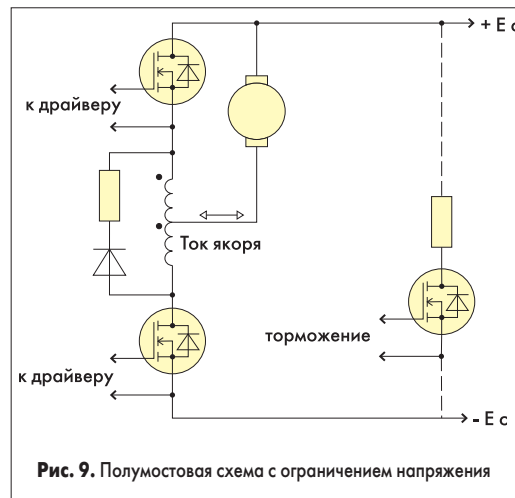 + E c
к драйверу
Ток якоря
торможение
к драйверу
- E c
Рис. 9. Полумостовая схема с ограничением напряжения